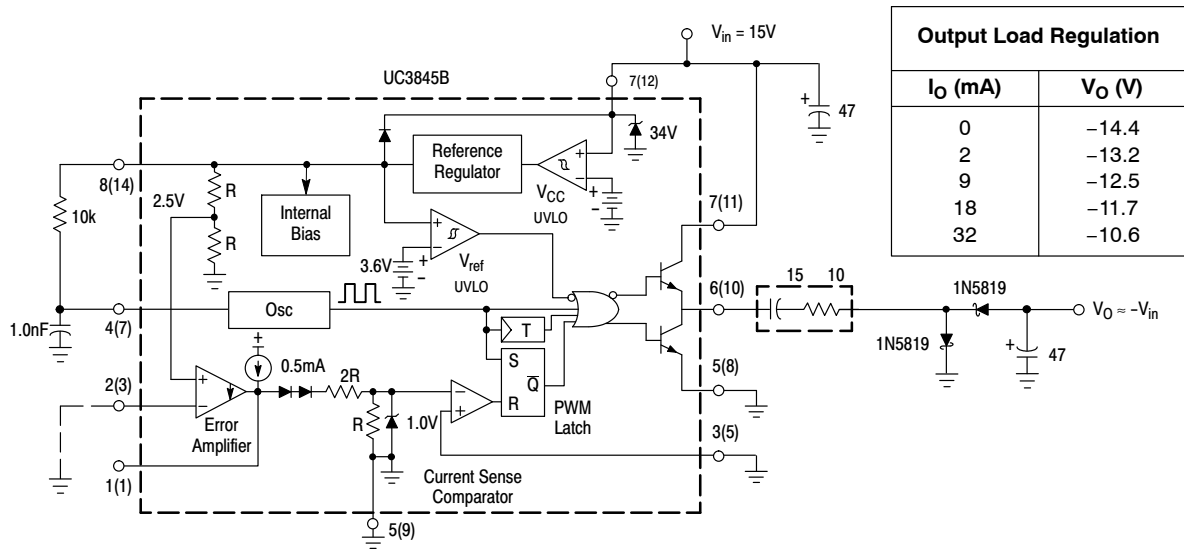 V_in = 15V
Output Load Regulation
I_O (mA) V_O (V)
0 −14.4
2 −13.2
9 −12.5
18 −11.7
32 −10.6
UC3845B
7(12)
+ 47
34V
8(14)
Reference Regulator
+
−
+
−
V_CC
UVLO
2.5V
R
R
10k
Internal Bias
+
−
V_ref
UVLO
3.6V
+
−
7(11)
15 10
6(10)
1N5819
V_O ≈ −V_in
1.0nF
4(7)
Osc
T
1N5819
+ 47
+
0.5mA
S
Q̅
R
PWM Latch
5(8)
2(3)
+
−
Error Amplifier
2R
R
1.0V
−
+
3(5)
1(1)
Current Sense Comparator
5(9)